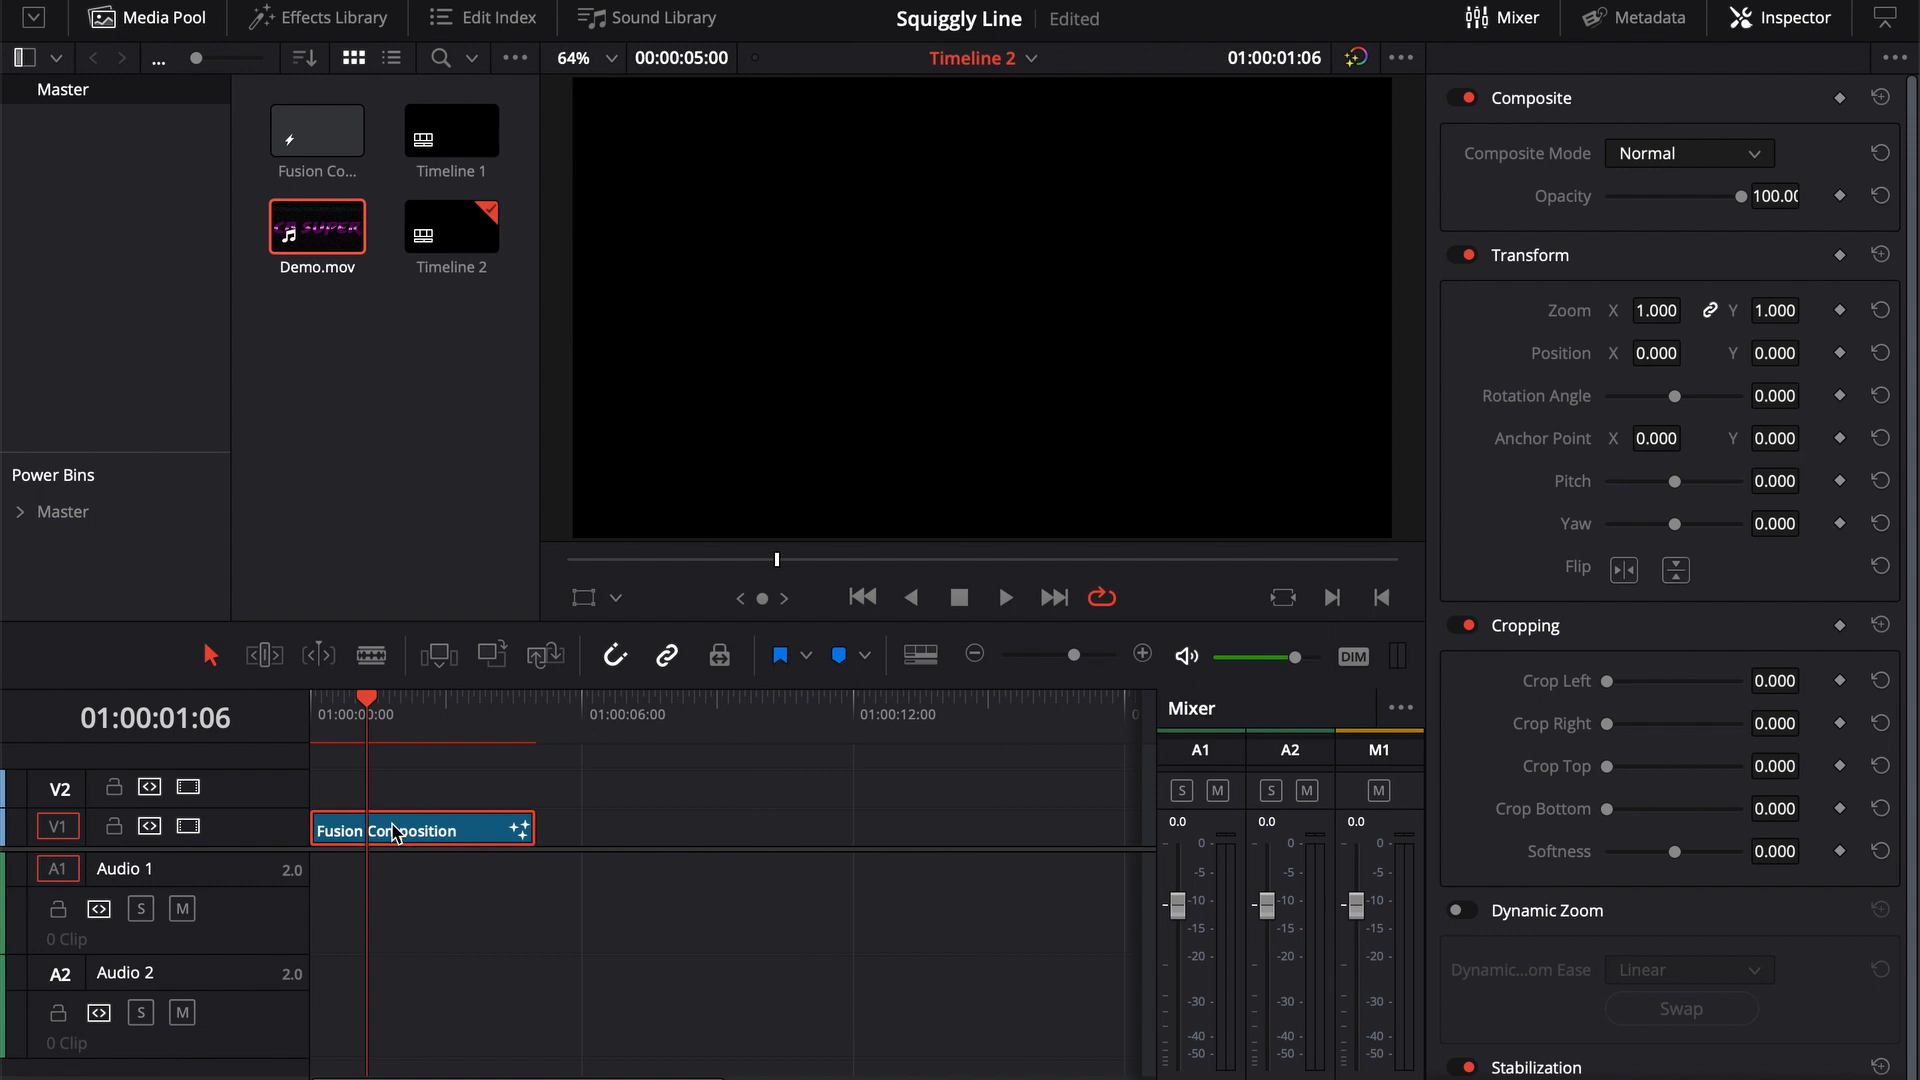 Media Pool
Effects Library
Edit Index
Sound Library
Squiggly Line
Edited
Mixer
Metadata
Inspector
...
64%
00:00:05:00
Timeline 2
01:00:01:06
Master
Fusion Co...
Timeline 1
Demo.mov
Timeline 2
Power Bins
Master
Composite
Composite Mode
Normal
Opacity
100.00
Transform
Zoom X 1.000 Y 1.000
Position X 0.000 Y 0.000
Rotation Angle 0.000
Anchor Point X 0.000 Y 0.000
Pitch 0.000
Yaw 0.000
Flip
Cropping
Crop Left 0.000
Crop Right 0.000
Crop Top 0.000
Crop Bottom 0.000
Softness 0.000
Dynamic Zoom
Dynamic...om Ease Linear
Swap
Stabilization
DIM
01:00:01:06
01:00:00:00
01:00:06:00
01:00:12:00
V2
V1
Fusion Composition
A1 Audio 1 2.0
S M
0 Clip
A2 Audio 2 2.0
S M
0 Clip
Mixer
A1 A2 M1
S M S M M
0.0 0.0 0.0
0 0 0
-5 -5 -5
-10 -10 -10
-15 -15 -15
-20 -20 -20
-30 -30 -30
-40 -40 -40
-50 -50 -50